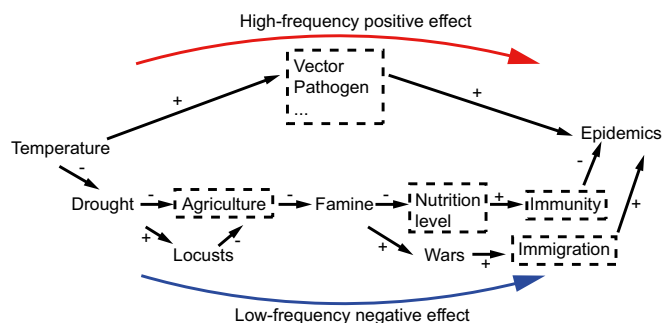 High-frequency positive effect
Vector
Pathogen
...
+
+
Temperature
Epidemics
-
-
Drought
-
Agriculture
-
Famine
-
Nutrition
level
+
Immunity
+
+
Locusts
-
+
Wars
+
Immigration
Low-frequency negative effect